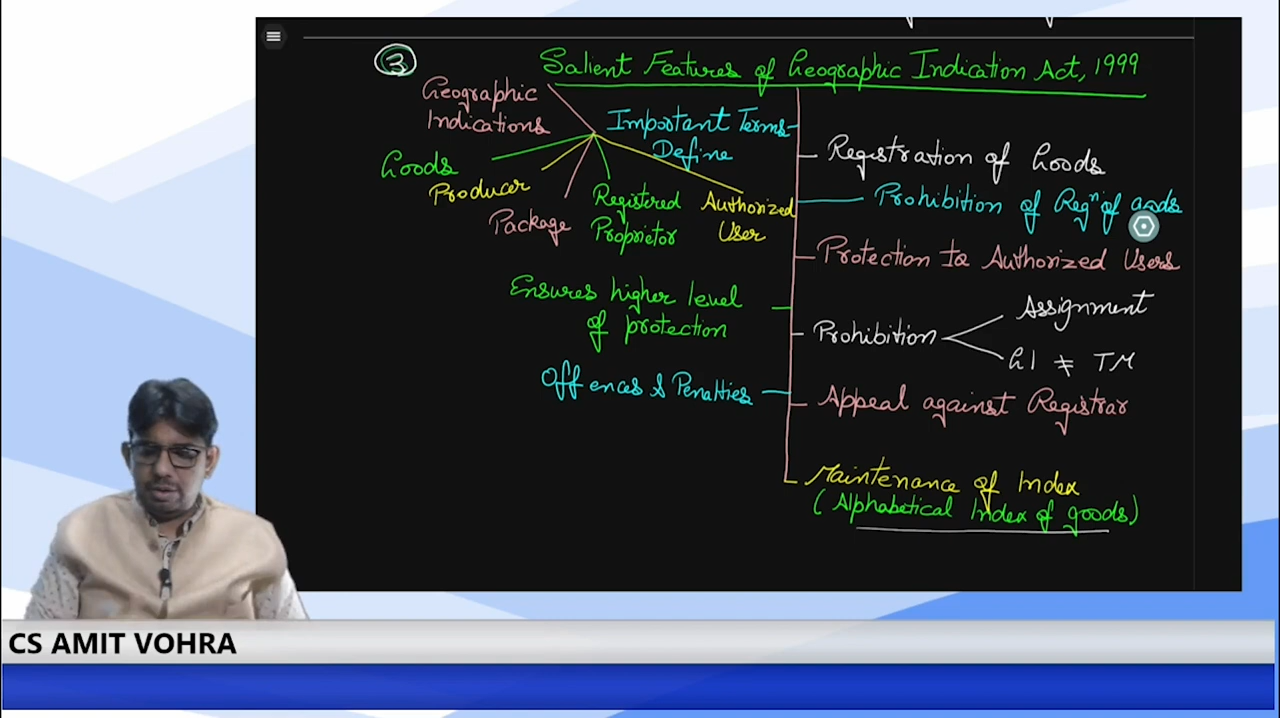 3
Salient Features of Geographic Indication Act, 1999
Geographic
Indications
Important Terms
Define
Goods
Producer
Package
Registered
Proprietor
Authorized
User
Ensures higher level
of protection
Offences & Penalties
Registration of Goods
Prohibition of Regⁿ of goods
Protection to Authorized Users
Prohibition
Assignment
GI ≠ TM
Appeal against Registrar
Maintenance of Index
(Alphabetical Index of goods)
CS AMIT VOHRA